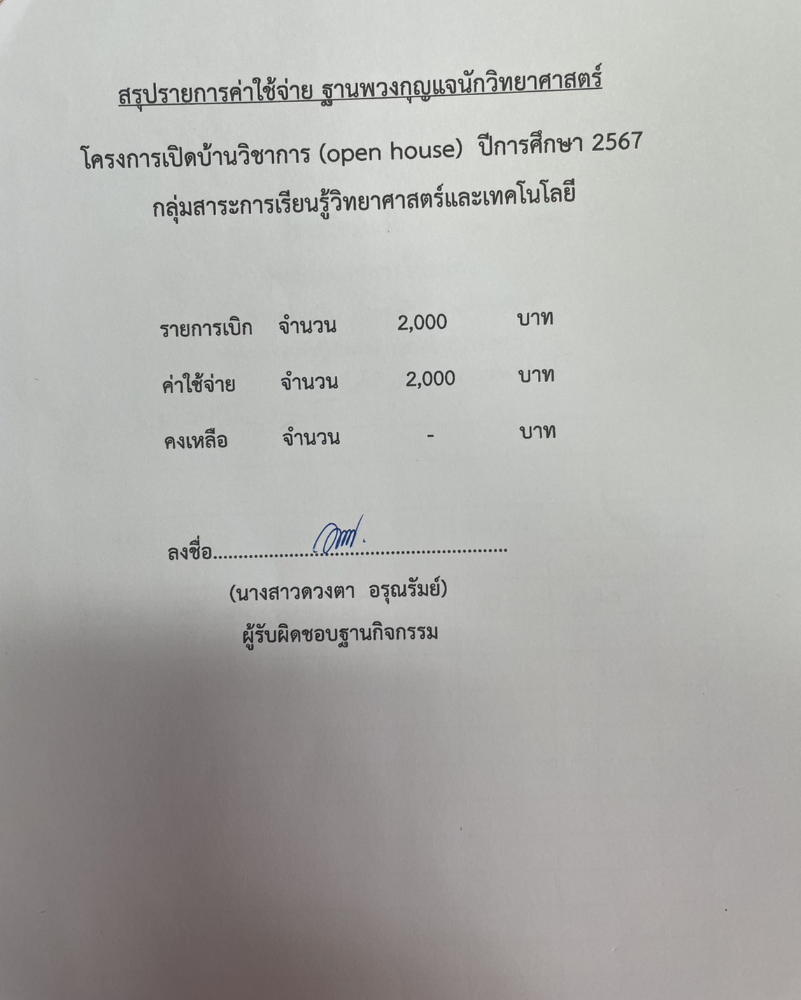 สรุปรายการค่าใช้จ่าย ฐานพวงกุญแจนักวิทยาศาสตร์
โครงการเปิดบ้านวิชาการ (open house) ปีการศึกษา 2567
กลุ่มสาระการเรียนรู้วิทยาศาสตร์และเทคโนโลยี
รายการเบิก จำนวน 2,000 บาท
ค่าใช้จ่าย จำนวน 2,000 บาท
คงเหลือ จำนวน - บาท
ลงชื่อ..........................................................
(นางสาวดวงตา อรุณรัมย์)
ผู้รับผิดชอบฐานกิจกรรม